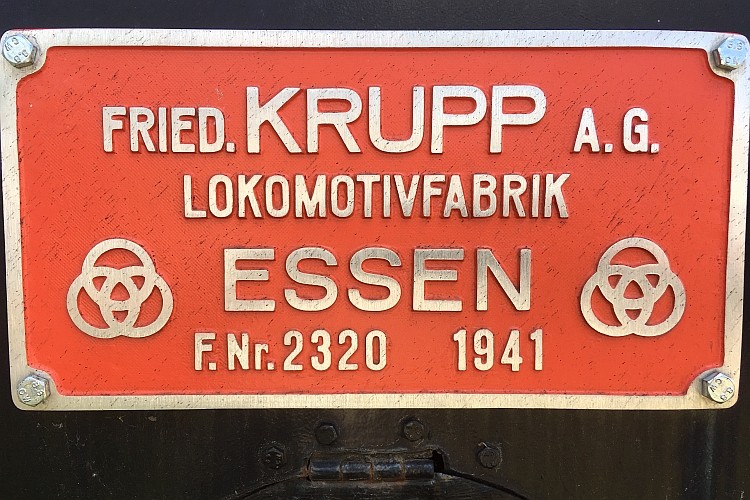 FRIED. KRUPP A.G.
LOKOMOTIVFABRIK
ESSEN
F.Nr. 2320 1941